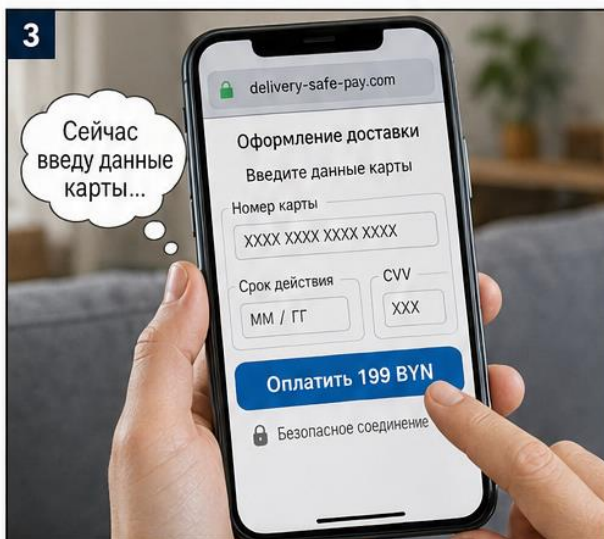 3
Сейчас
введу данные
карты...
delivery-safe-pay.com
Оформление доставки
Введите данные карты
Номер карты
XXXX XXXX XXXX XXXX
Срок действия
CVV
ММ / ГГ
XXX
Оплатить 199 BYN
Безопасное соединение